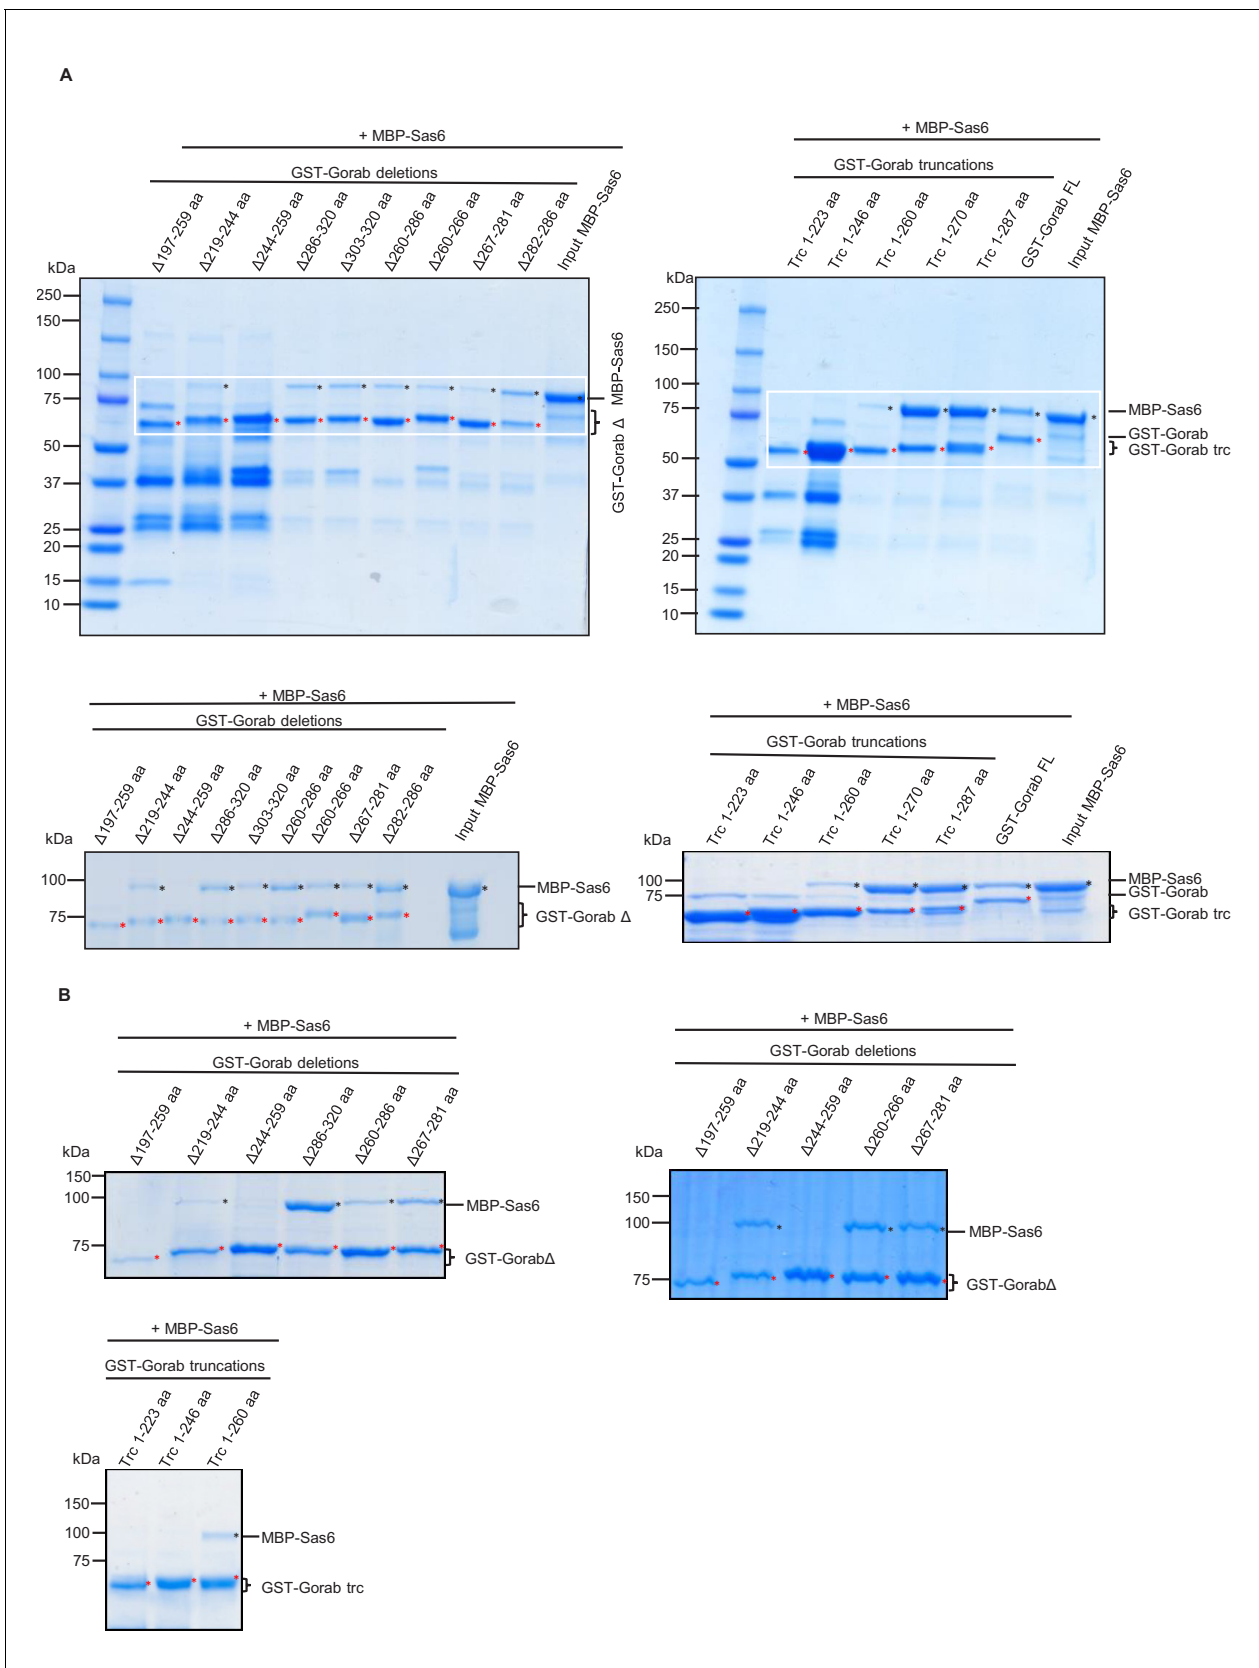 A
+ MBP-Sas6
GST-Gorab deletions
Δ197-259 aa
Δ219-244 aa
Δ244-259 aa
Δ286-320 aa
Δ303-320 aa
Δ260-286 aa
Δ260-266 aa
Δ267-281 aa
Δ282-286 aa
Input MBP-Sas6
kDa
250
150
100
75
50
37
25
20
15
10
MBP-Sas6
GST-Gorab Δ
+ MBP-Sas6
GST-Gorab truncations
Trc 1-223 aa
Trc 1-246 aa
Trc 1-260 aa
Trc 1-270 aa
Trc 1-287 aa
GST-Gorab FL
Input MBP-Sas6
kDa
250
150
100
75
50
37
25
20
15
10
MBP-Sas6
GST-Gorab
GST-Gorab trc
+ MBP-Sas6
GST-Gorab deletions
Δ197-259 aa
Δ219-244 aa
Δ244-259 aa
Δ286-320 aa
Δ303-320 aa
Δ260-286 aa
Δ260-266 aa
Δ267-281 aa
Δ282-286 aa
Input MBP-Sas6
kDa
100
75
MBP-Sas6
GST-Gorab Δ
+ MBP-Sas6
GST-Gorab truncations
Trc 1-223 aa
Trc 1-246 aa
Trc 1-260 aa
Trc 1-270 aa
Trc 1-287 aa
GST-Gorab FL
Input MBP-Sas6
kDa
100
75
MBP-Sas6
GST-Gorab
GST-Gorab trc
B
+ MBP-Sas6
GST-Gorab deletions
Δ197-259 aa
Δ219-244 aa
Δ244-259 aa
Δ286-320 aa
Δ260-286 aa
Δ267-281 aa
kDa
150
100
75
MBP-Sas6
GST-GorabΔ
+ MBP-Sas6
GST-Gorab deletions
Δ197-259 aa
Δ219-244 aa
Δ244-259 aa
Δ260-266 aa
Δ267-281 aa
kDa
150
100
75
MBP-Sas6
GST-GorabΔ
+ MBP-Sas6
GST-Gorab truncations
Trc 1-223 aa
Trc 1-246 aa
Trc 1-260 aa
kDa
150
100
75
MBP-Sas6
GST-Gorab trc